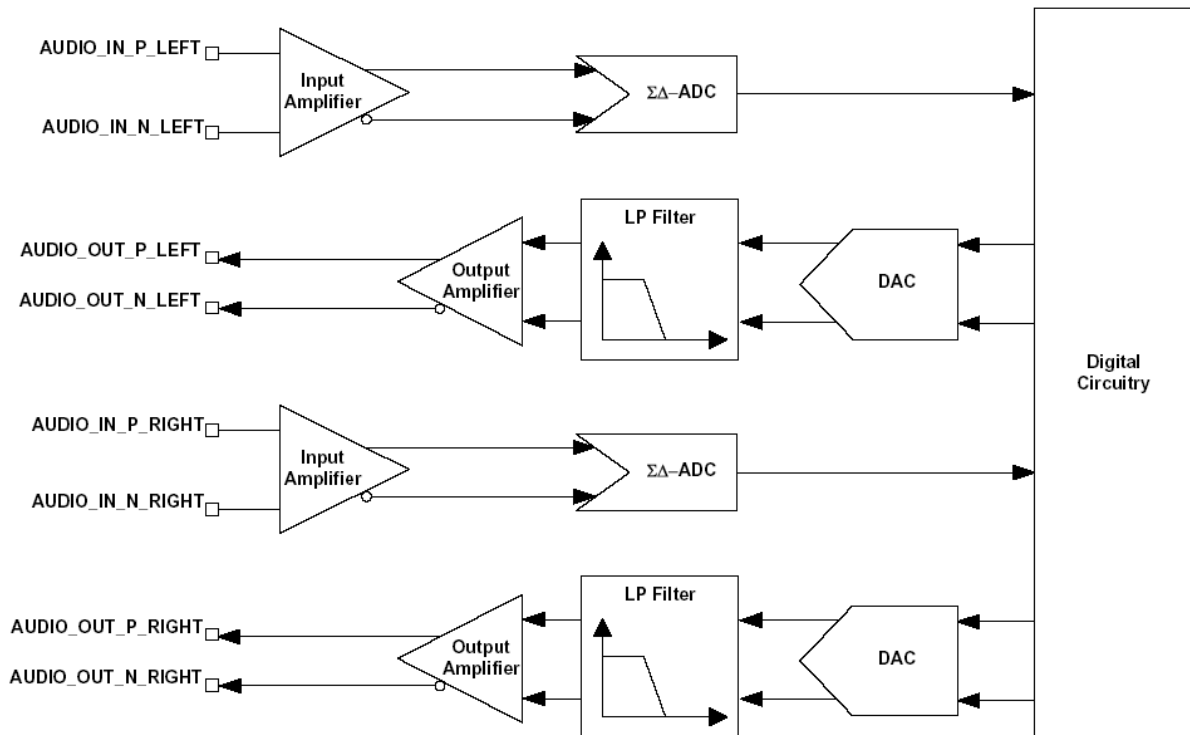 AUDIO_IN_P_LEFT
Input
Amplifier
ΣΔ–ADC
AUDIO_IN_N_LEFT
LP Filter
AUDIO_OUT_P_LEFT
Output
Amplifier
DAC
AUDIO_OUT_N_LEFT
Digital
Circuitry
AUDIO_IN_P_RIGHT
Input
Amplifier
ΣΔ–ADC
AUDIO_IN_N_RIGHT
LP Filter
AUDIO_OUT_P_RIGHT
Output
Amplifier
DAC
AUDIO_OUT_N_RIGHT